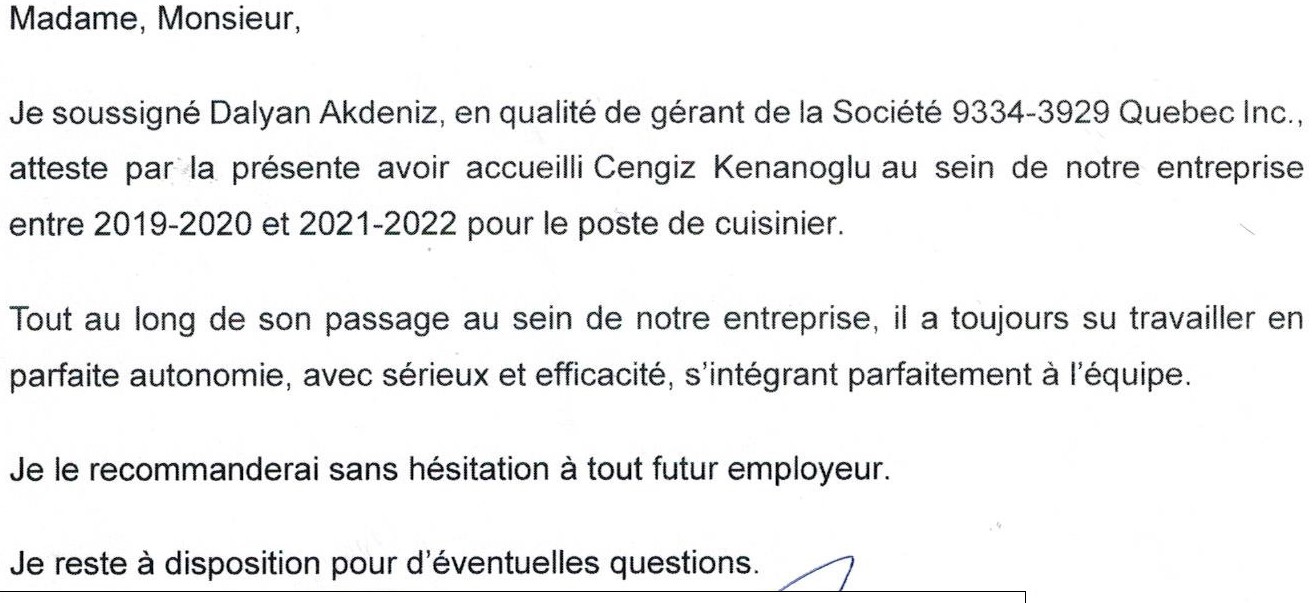 Madame, Monsieur,
Je soussigné Dalyan Akdeniz, en qualité de gérant de la Société 9334-3929 Quebec Inc.,
atteste par la présente avoir accueilli Cengiz Kenanoglu au sein de notre entreprise
entre 2019-2020 et 2021-2022 pour le poste de cuisinier.
Tout au long de son passage au sein de notre entreprise, il a toujours su travailler en
parfaite autonomie, avec sérieux et efficacité, s'intégrant parfaitement à l'équipe.
Je le recommanderai sans hésitation à tout futur employeur.
Je reste à disposition pour d'éventuelles questions.